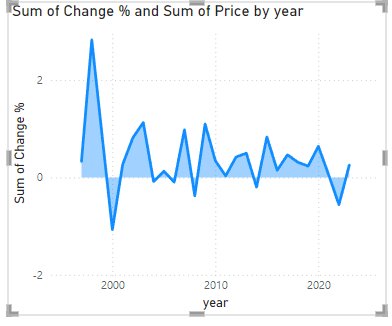 Sum of Change % and Sum of Price by year
Sum of Change %
2
0
-2
2000 2010 2020
year